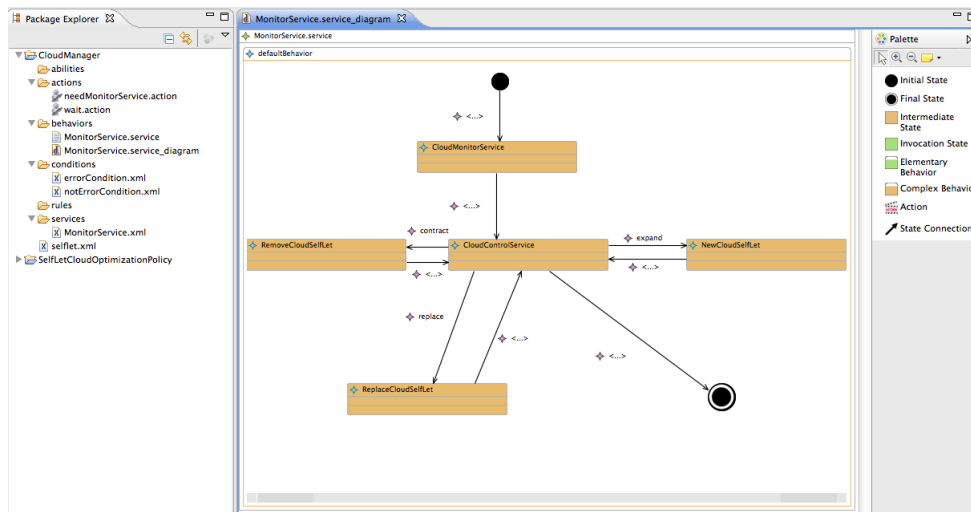 Package Explorer
CloudManager
abilities
actions
needMonitorService.action
wait.action
behaviors
MonitorService.service
MonitorService.service_diagram
conditions
errorCondition.xml
notErrorCondition.xml
rules
services
MonitorService.xml
selflet.xml
SelfLetCloudOptimizationPolicy
MonitorService.service_diagram
MonitorService.service
defaultBehavior
<...>
CloudMonitorService
<...>
contract
RemoveCloudSelfLet
CloudControlService
expand
NewCloudSelfLet
<...>
<...>
replace
<...>
<...>
ReplaceCloudSelfLet
Palette
Initial State
Final State
Intermediate
State
Invocation State
Elementary
Behavior
Complex Behavio
Action
State Connection